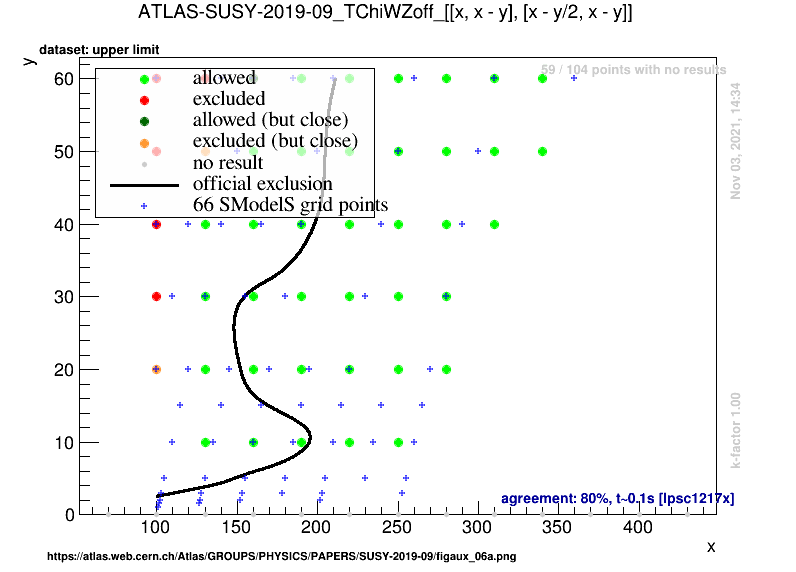 ATLAS-SUSY-2019-09_TChiWZoff_[[x, x - y], [x - y/2, x - y]]
dataset: upper limit
y
59 / 104 points with no results
allowed
excluded
allowed (but close)
excluded (but close)
no result
official exclusion
66 SModelS grid points
60
50
40
30
20
10
0
100
150
200
250
300
350
400
x
Nov 03, 2021, 14:34
k-factor 1.00
agreement: 80%, t~0.1s [lpsc1217x]
https://atlas.web.cern.ch/Atlas/GROUPS/PHYSICS/PAPERS/SUSY-2019-09/figaux_06a.png